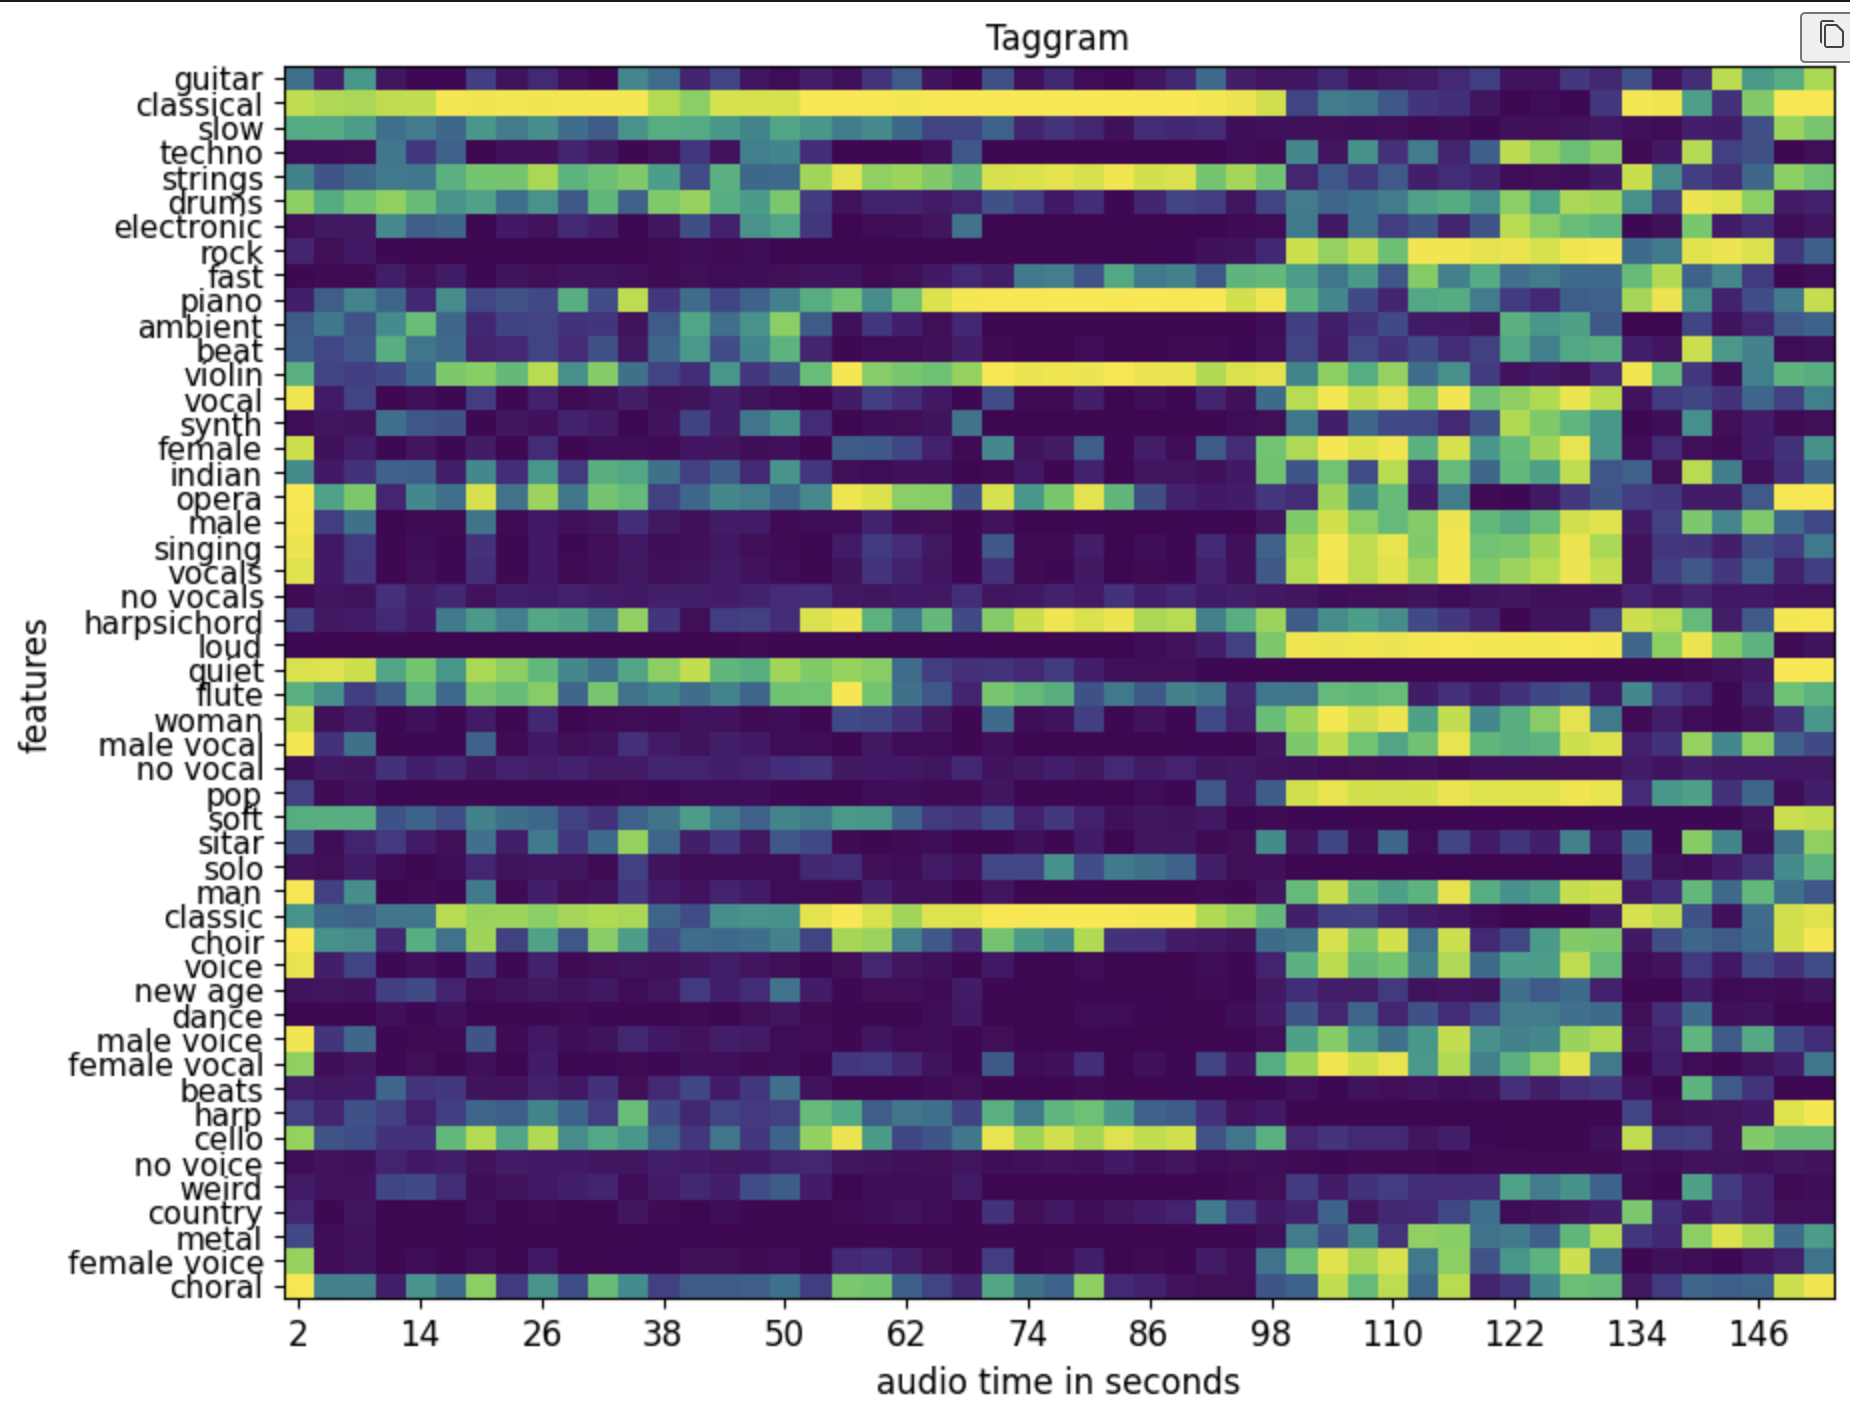 Taggram
guitar
classical
slow
techno
strings
drums
electronic
rock
fast
piano
ambient
beat
violin
vocal
synth
female
indian
opera
male
singing
vocals
no vocals
harpsichord
loud
quiet
flute
woman
male vocal
no vocal
pop
soft
sitar
solo
man
classic
choir
voice
new age
dance
male voice
female vocal
beats
harp
cello
no voice
weird
country
metal
female voice
choral
features
2 14 26 38 50 62 74 86 98 110 122 134 146
audio time in seconds